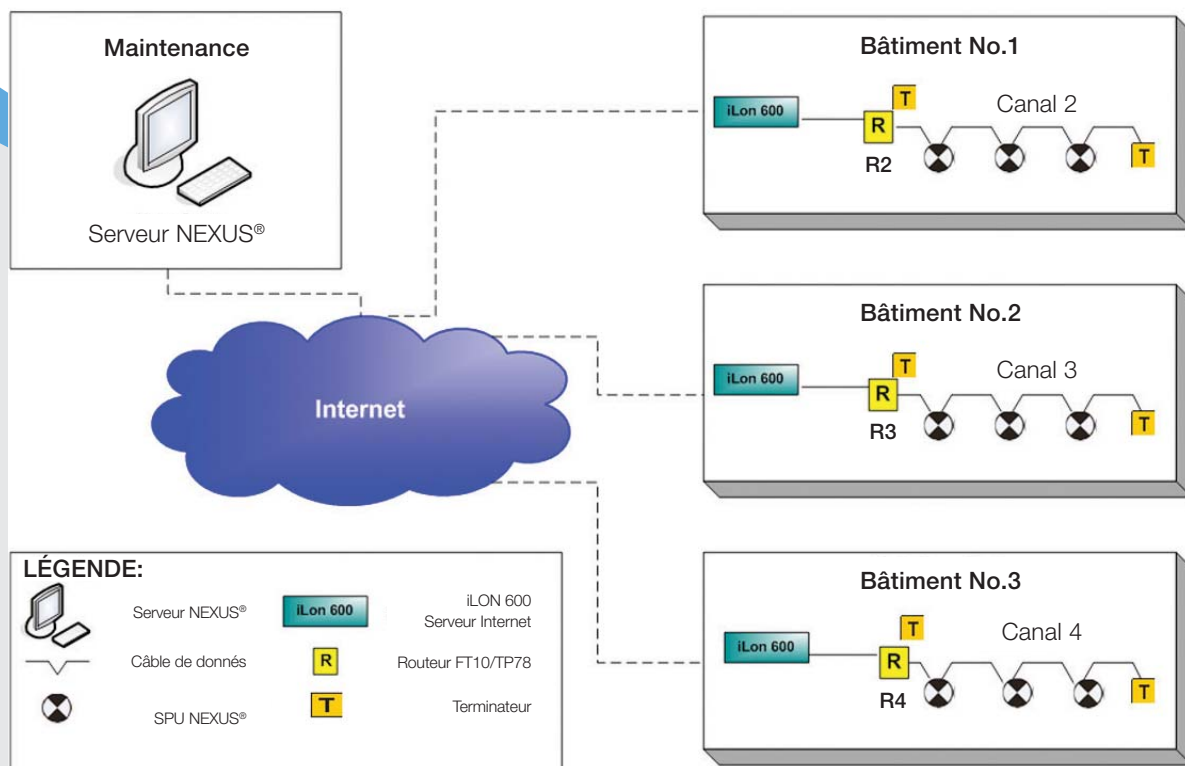 Maintenance
Serveur NEXUS®
Internet
Bâtiment No.1
iLon 600
T
Canal 2
R
R2
T
Bâtiment No.2
iLon 600
T
Canal 3
R
R3
T
Bâtiment No.3
iLon 600
T
Canal 4
R
R4
T
LÉGENDE:
Serveur NEXUS®
iLon 600
iLON 600
Serveur Internet
Câble de donnés
R
Routeur FT10/TP78
SPU NEXUS®
T
Terminateur